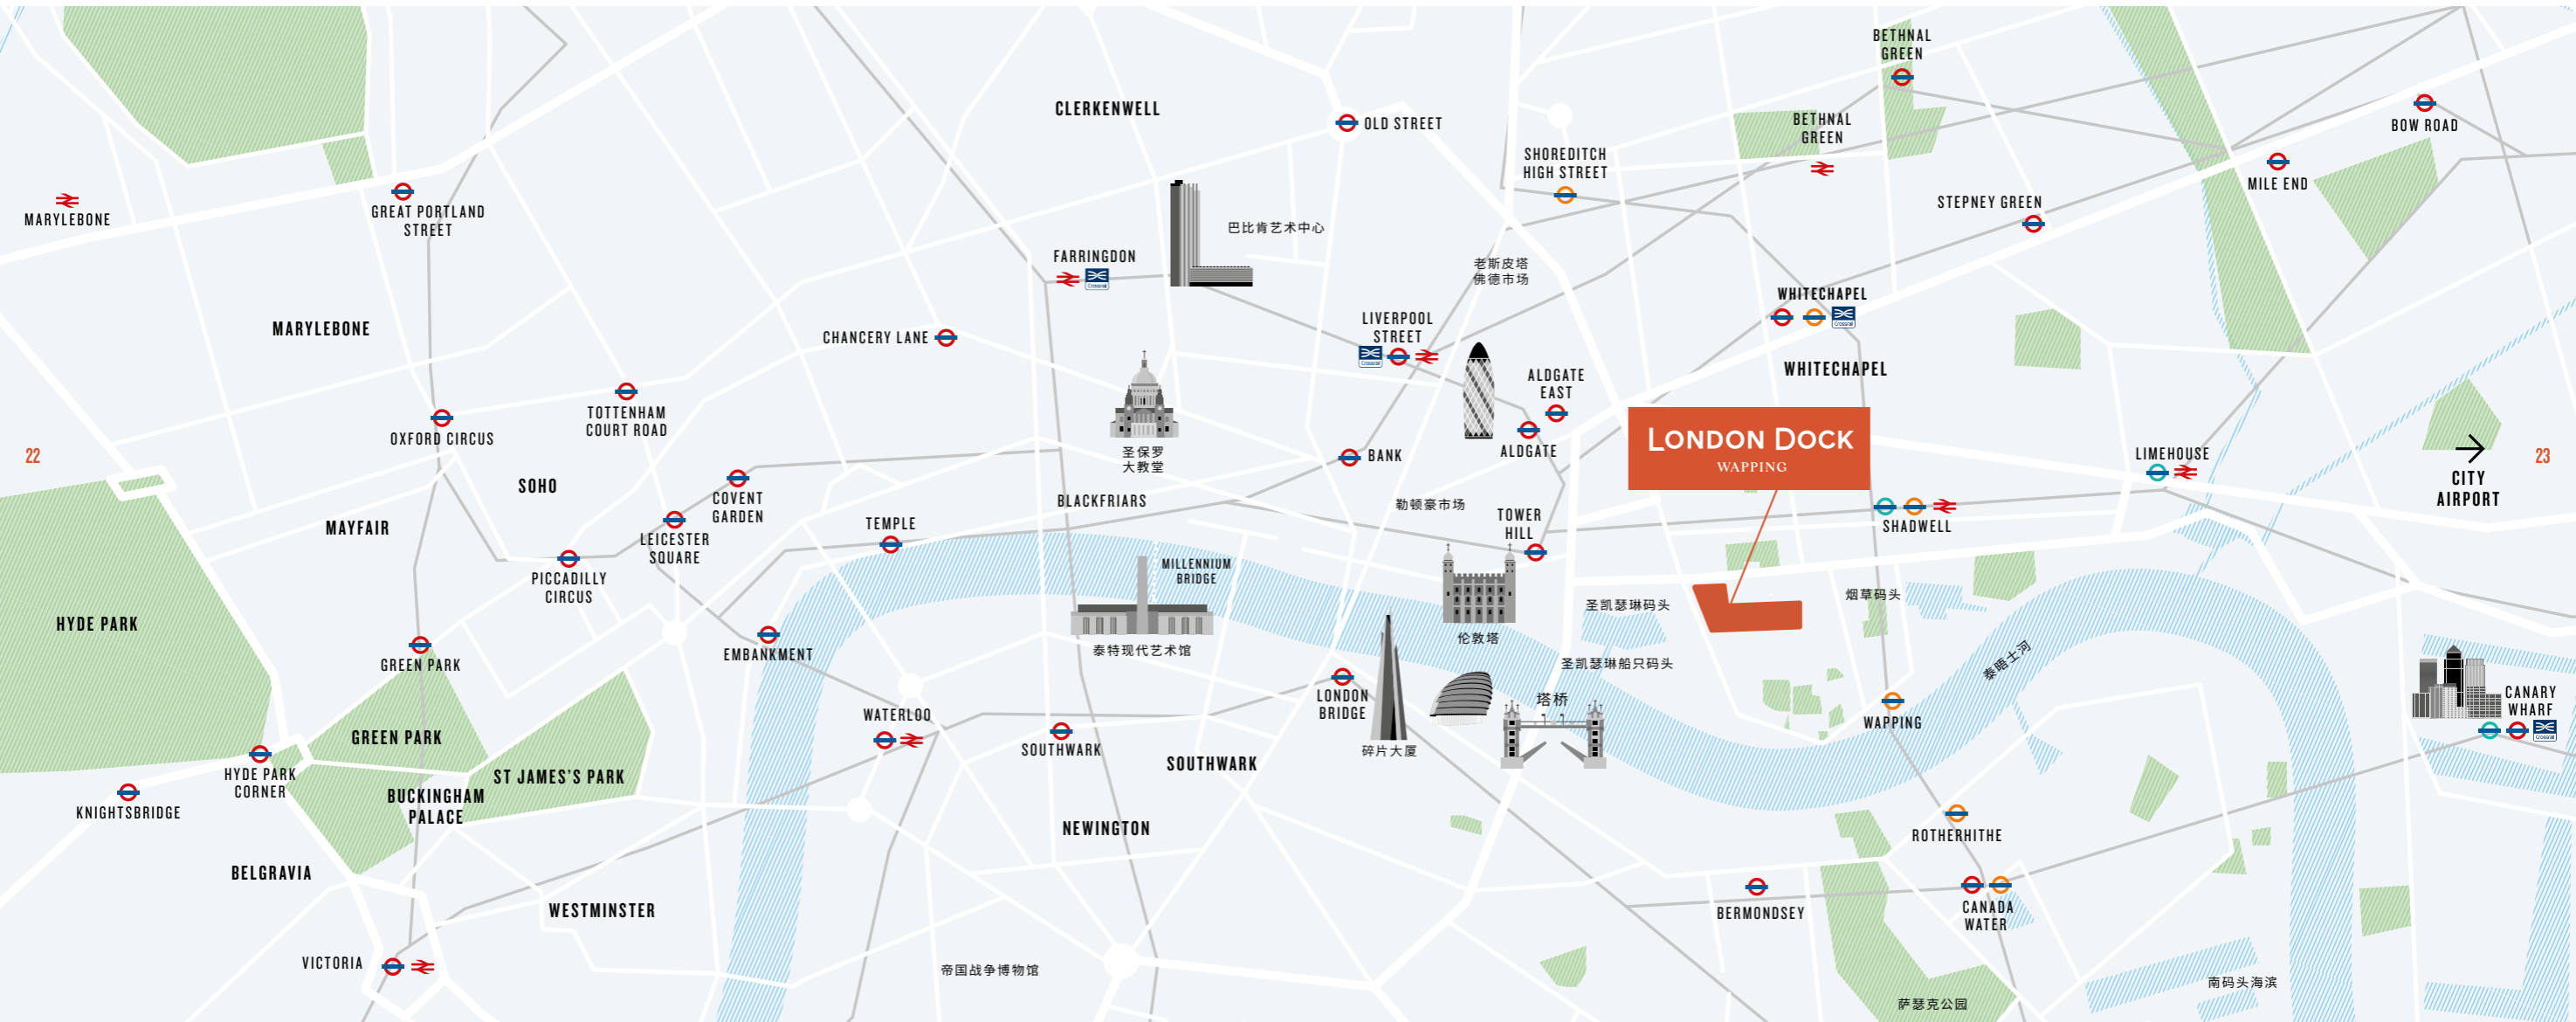 BETHNAL
GREEN
BOW ROAD
CLERKENWELL
OLD STREET
BETHNAL
GREEN
SHOREDITCH
HIGH STREET
MILE END
MARYLEBONE
GREAT PORTLAND
STREET
STEPNEY GREEN
巴比肯艺术中心
FARRINGDON
Crossrail
老斯皮塔
佛德市场
WHITECHAPEL
Crossrail
MARYLEBONE
CHANCERY LANE
LIVERPOOL
STREET
Crossrail
WHITECHAPEL
ALDGATE
EAST
TOTTENHAM
COURT ROAD
OXFORD CIRCUS
LONDON DOCK
WAPPING
22
圣保罗
大教堂
BANK
ALDGATE
LIMEHOUSE
23
CITY
AIRPORT
SOHO
COVENT
GARDEN
BLACKFRIARS
勒顿豪市场
MAYFAIR
LEICESTER
SQUARE
TEMPLE
TOWER
HILL
SHADWELL
PICCADILLY
CIRCUS
MILLENNIUM
BRIDGE
HYDE PARK
圣凯瑟琳码头
烟草码头
EMBANKMENT
泰特现代艺术馆
伦敦塔
GREEN PARK
圣凯瑟琳船只码头
泰晤士河
LONDON
BRIDGE
塔桥
CANARY
WHARF
Crossrail
WATERLOO
WAPPING
GREEN PARK
SOUTHWARK
碎片大厦
SOUTHWARK
HYDE PARK
CORNER
ST JAMES'S PARK
BUCKINGHAM
PALACE
KNIGHTSBRIDGE
NEWINGTON
ROTHERHITHE
BELGRAVIA
WESTMINSTER
BERMONDSEY
CANADA
WATER
VICTORIA
帝国战争博物馆
南码头海滨
萨瑟克公园